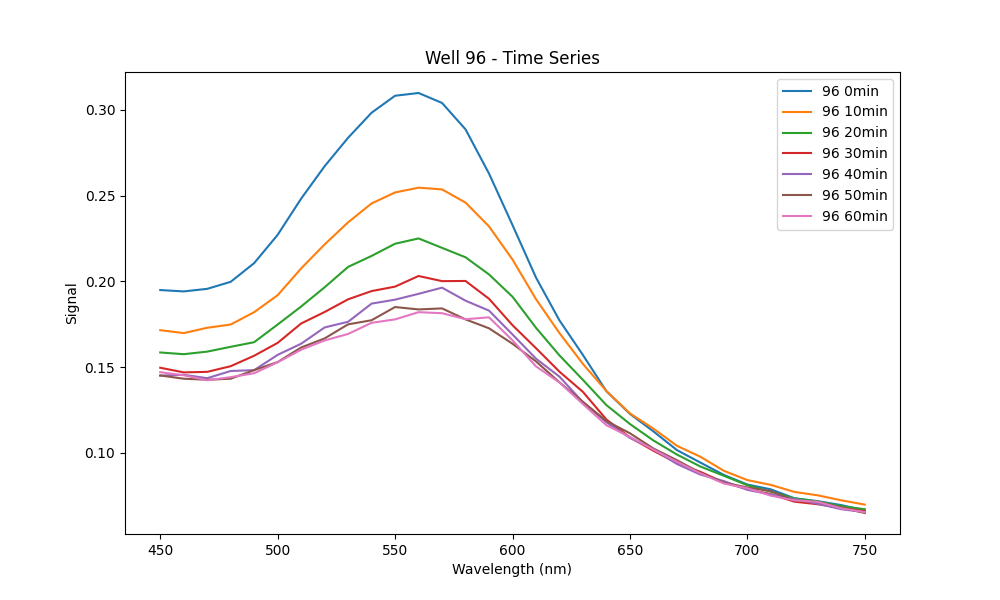 Well 96 - Time Series
Signal
0.30
0.25
0.20
0.15
0.10
96 0min
96 10min
96 20min
96 30min
96 40min
96 50min
96 60min
450
500
550
600
650
700
750
Wavelength (nm)